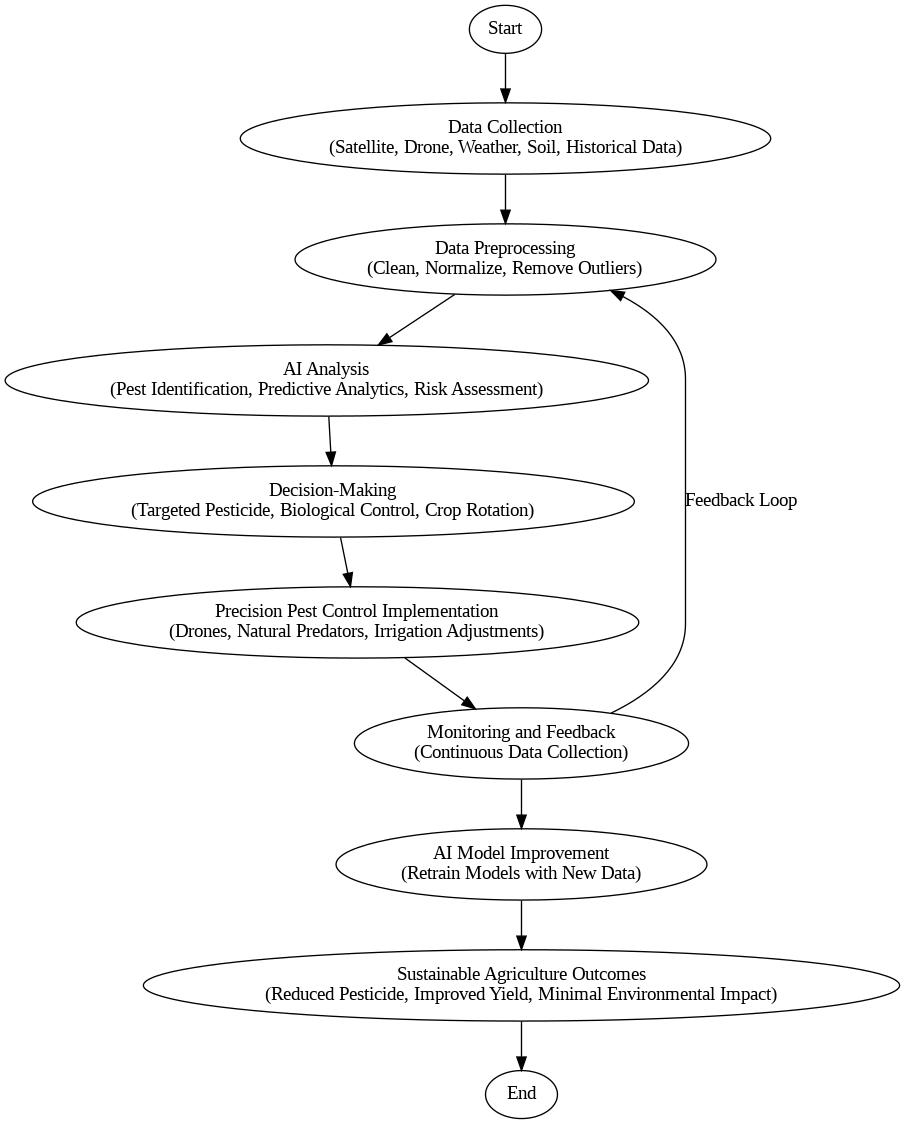 Start
Data Collection
(Satellite, Drone, Weather, Soil, Historical Data)
Data Preprocessing
(Clean, Normalize, Remove Outliers)
AI Analysis
(Pest Identification, Predictive Analytics, Risk Assessment)
Decision-Making
(Targeted Pesticide, Biological Control, Crop Rotation)
Feedback Loop
Precision Pest Control Implementation
(Drones, Natural Predators, Irrigation Adjustments)
Monitoring and Feedback
(Continuous Data Collection)
AI Model Improvement
(Retrain Models with New Data)
Sustainable Agriculture Outcomes
(Reduced Pesticide, Improved Yield, Minimal Environmental Impact)
End